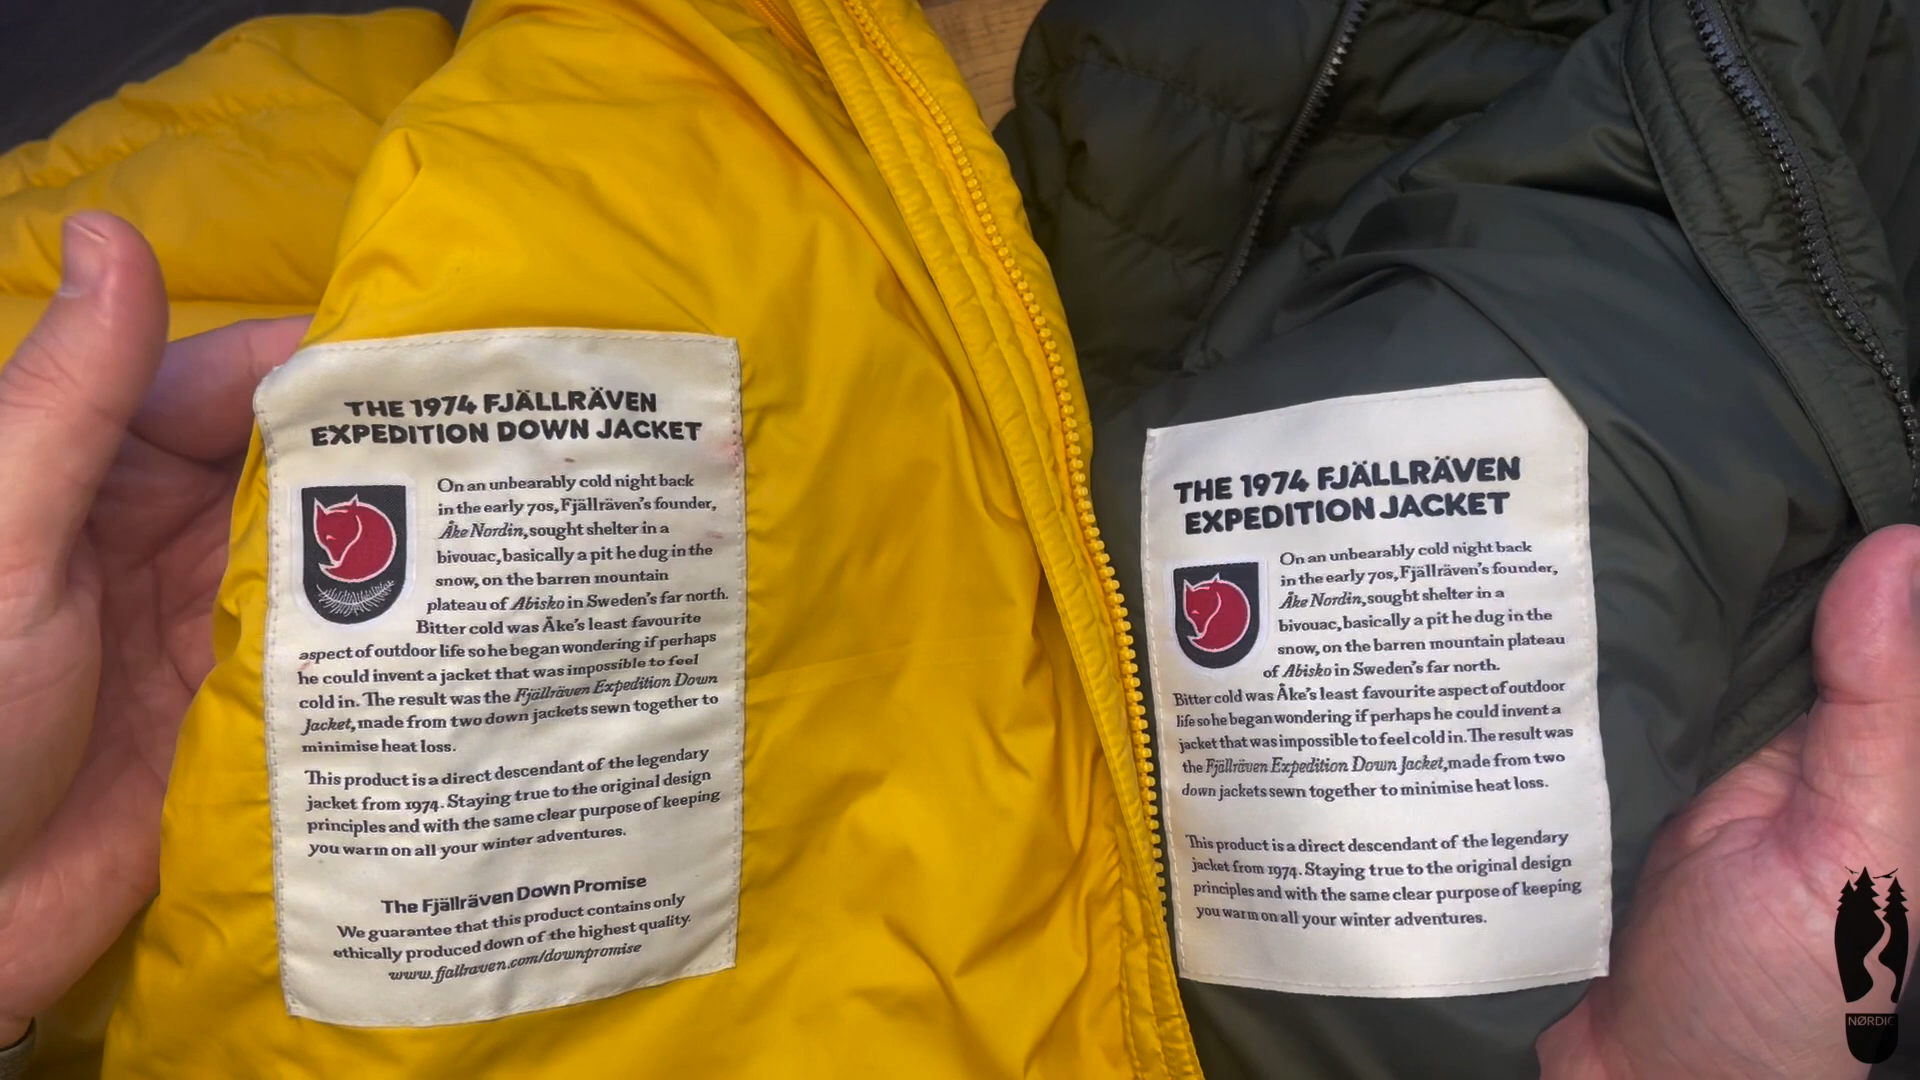 THE 1974 FJÄLLRÄVEN
EXPEDITION DOWN JACKET
On an unbearably cold night back
in the early 70s, Fjällräven's founder,
Åke Nordin, sought shelter in a
bivouac, basically a pit he dug in the
snow, on the barren mountain
plateau of Abisko in Sweden's far north.
Bitter cold was Åke's least favourite
aspect of outdoor life so he began wondering if perhaps
he could invent a jacket that was impossible to feel
cold in. The result was the Fjällräven Expedition Down
Jacket, made from two down jackets sewn together to
minimise heat loss.
This product is a direct descendant of the legendary
jacket from 1974. Staying true to the original design
principles and with the same clear purpose of keeping
you warm on all your winter adventures.
The Fjällräven Down Promise
We guarantee that this product contains only
ethically produced down of the highest quality.
www.fjallraven.com/downpromise
THE 1974 FJÄLLRÄVEN
EXPEDITION JACKET
On an unbearably cold night back
in the early 70s, Fjällräven's founder,
Åke Nordin, sought shelter in a
bivouac, basically a pit he dug in the
snow, on the barren mountain plateau
of Abisko in Sweden's far north.
Bitter cold was Åke's least favourite aspect of outdoor
life so he began wondering if perhaps he could invent a
jacket that was impossible to feel cold in. The result was
the Fjällräven Expedition Down Jacket, made from two
down jackets sewn together to minimise heat loss.
This product is a direct descendant of the legendary
jacket from 1974. Staying true to the original design
principles and with the same clear purpose of keeping
you warm on all your winter adventures.
NØRDIC